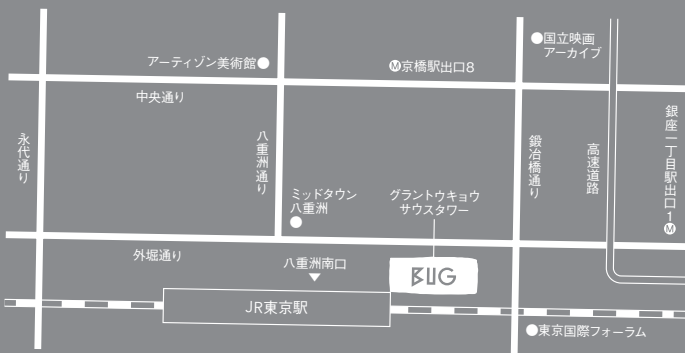 国立映画
アーカイブ
アーティゾン美術館
Ⓜ京橋駅出口8
中央通り
永代通り
八重洲通り
鍛冶橋通り
高速道路
銀座一丁目駅出口1Ⓜ
ミッドタウン
八重洲
グラントウキョウ
サウスタワー
外堀通り
八重洲南口
BUG
JR東京駅
東京国際フォーラム